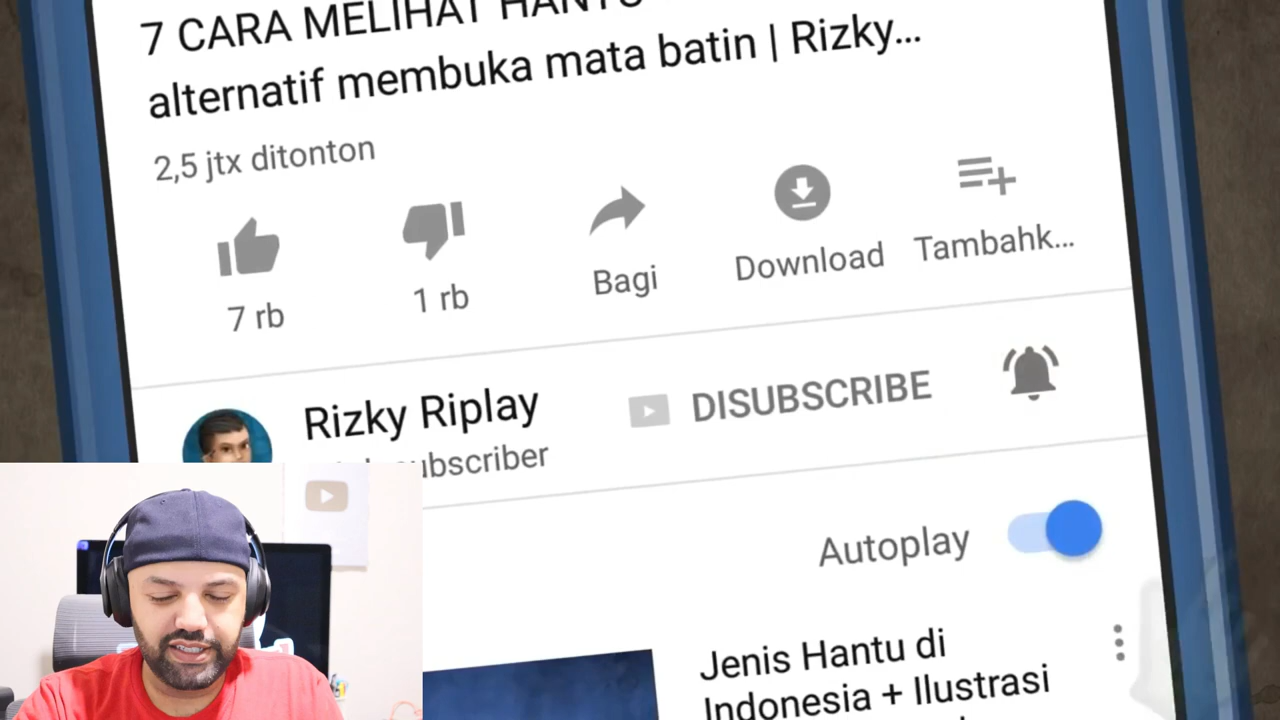 7 CARA MELIHAT HANTU
alternatif membuka mata batin | Rizky...
2,5 jtx ditonton
7 rb
1 rb
Bagi
Download
Tambahk...
Rizky Riplay
DISUBSCRIBE
subscriber
Autoplay
Jenis Hantu di
Indonesia + Ilustrasi